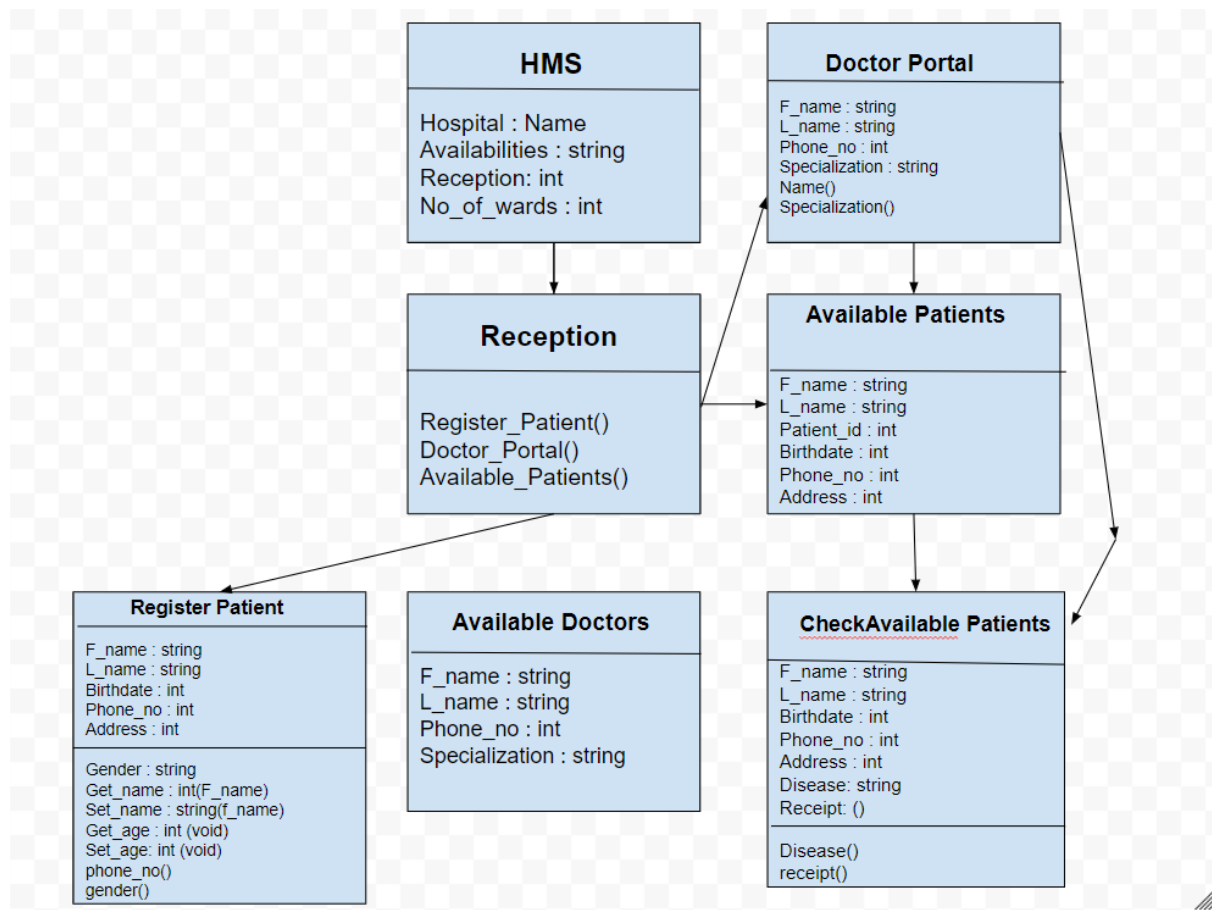 HMS
Hospital : Name
Availabilities : string
Reception: int
No_of_wards : int
Doctor Portal
F_name : string
L_name : string
Phone_no : int
Specialization : string
Name()
Specialization()
Reception
Register_Patient()
Doctor_Portal()
Available_Patients()
Available Patients
F_name : string
L_name : string
Patient_id : int
Birthdate : int
Phone_no : int
Address : int
Register Patient
F_name : string
L_name : string
Birthdate : int
Phone_no : int
Address : int
Gender : string
Get_name : int(F_name)
Set_name : string(f_name)
Get_age : int (void)
Set_age: int (void)
phone_no()
gender()
Available Doctors
F_name : string
L_name : string
Phone_no : int
Specialization : string
CheckAvailable Patients
F_name : string
L_name : string
Birthdate : int
Phone_no : int
Address : int
Disease: string
Receipt: ()
Disease()
receipt()